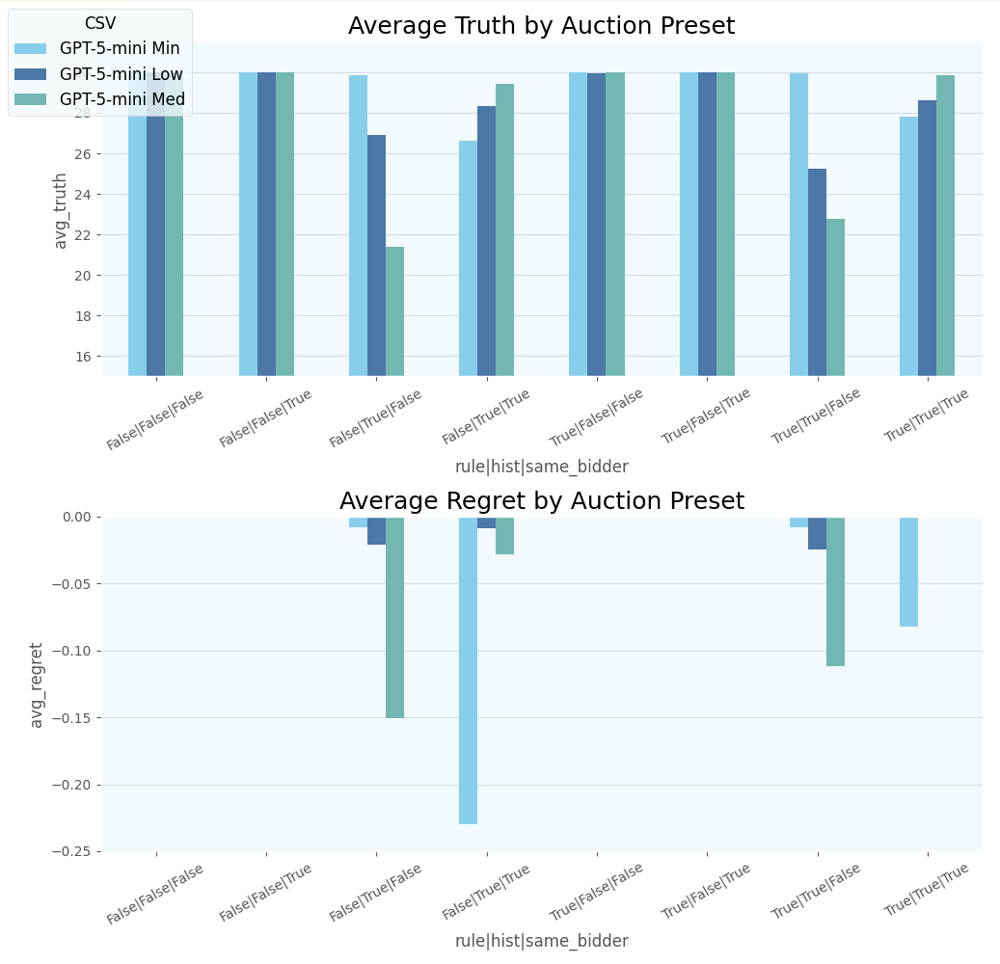 CSV
GPT-5-mini Min
GPT-5-mini Low
GPT-5-mini Med
Average Truth by Auction Preset
28
26
24
22
20
18
16
avg_truth
False|False|False
False|False|True
False|True|False
False|True|True
True|False|False
True|False|True
True|True|False
True|True|True
rule|hist|same_bidder
Average Regret by Auction Preset
0.00
−0.05
−0.10
−0.15
−0.20
−0.25
avg_regret
False|False|False
False|False|True
False|True|False
False|True|True
True|False|False
True|False|True
True|True|False
True|True|True
rule|hist|same_bidder